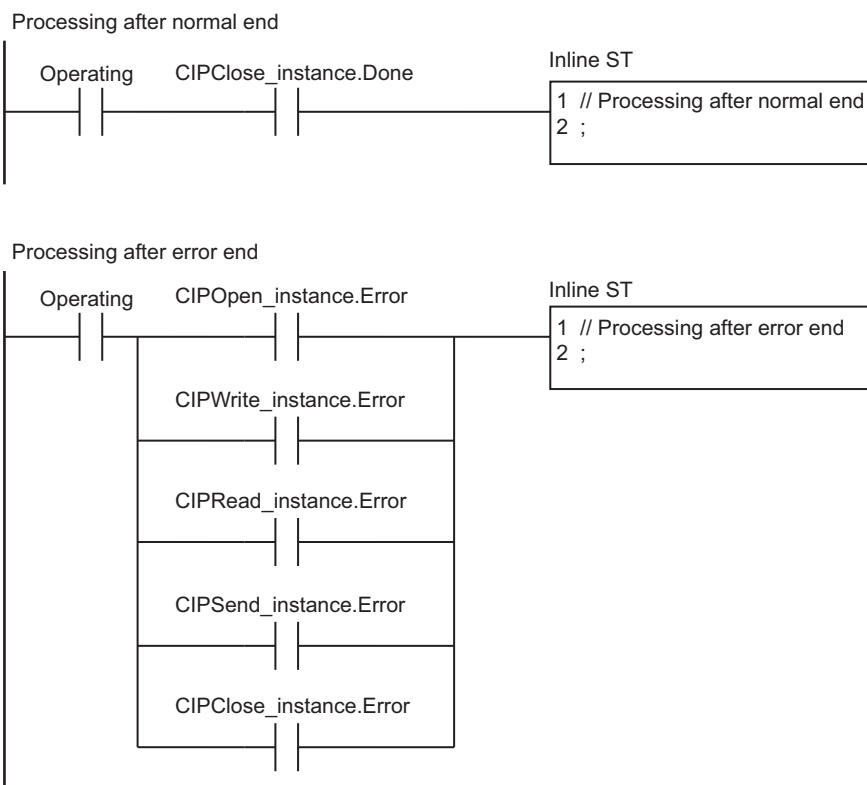 Processing after normal end
Operating
CIPClose_instance.Done
Inline ST
1 // Processing after normal end
2 ;
Processing after error end
Operating
CIPOpen_instance.Error
Inline ST
1 // Processing after error end
2 ;
CIPWrite_instance.Error
CIPRead_instance.Error
CIPSend_instance.Error
CIPClose_instance.Error